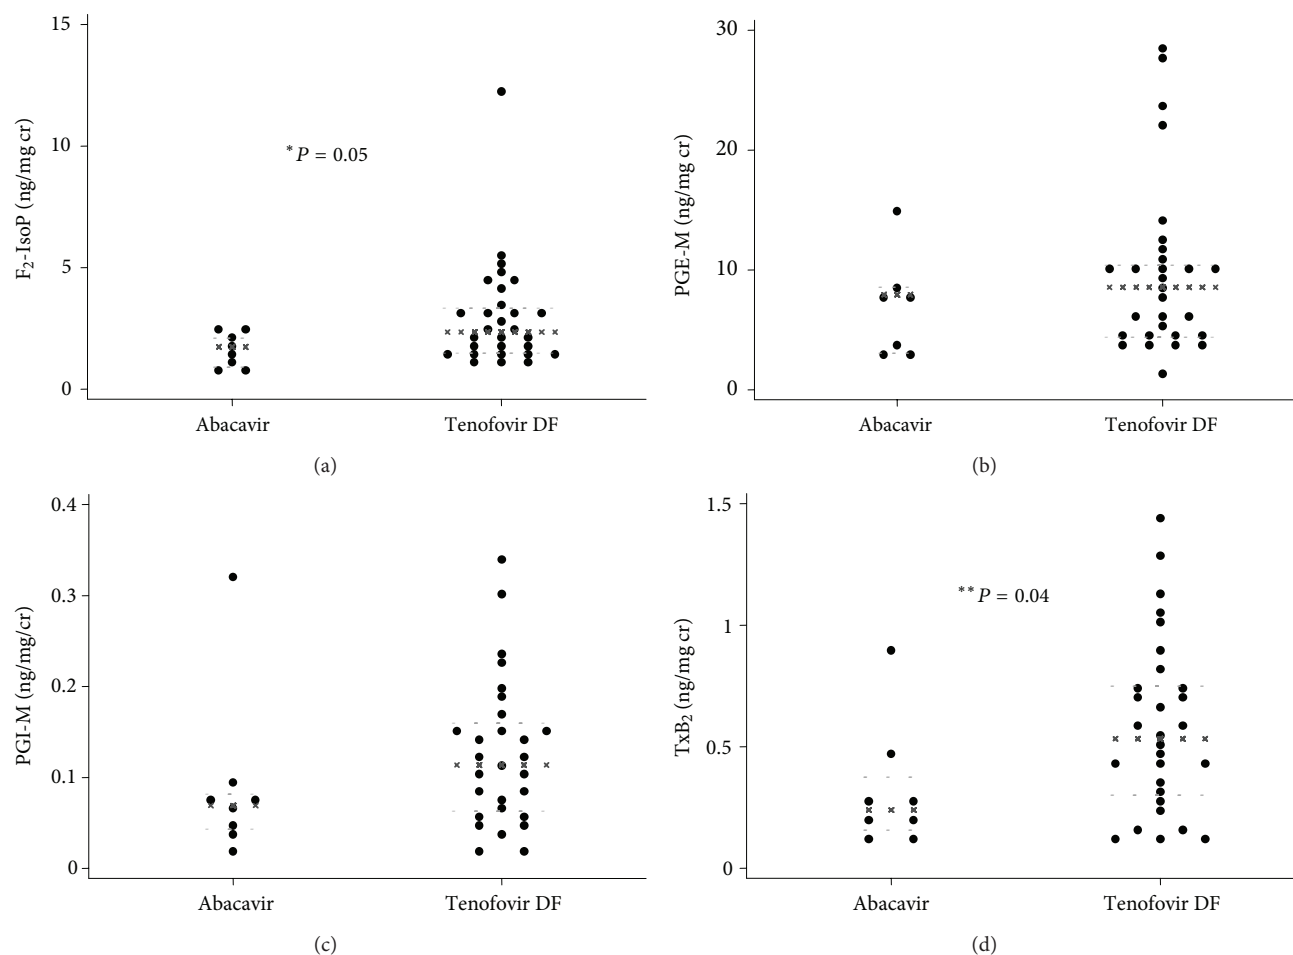 15
10
5
0
F2-IsoP (ng/mg cr)
*P = 0.05
Abacavir
Tenofovir DF
(a)
30
20
10
0
PGE-M (ng/mg cr)
Abacavir
Tenofovir DF
(b)
0.4
0.3
0.2
0.1
0
PGI-M (ng/mg/cr)
Abacavir
Tenofovir DF
(c)
1.5
1
0.5
0
TxB2 (ng/mg cr)
**P = 0.04
Abacavir
Tenofovir DF
(d)